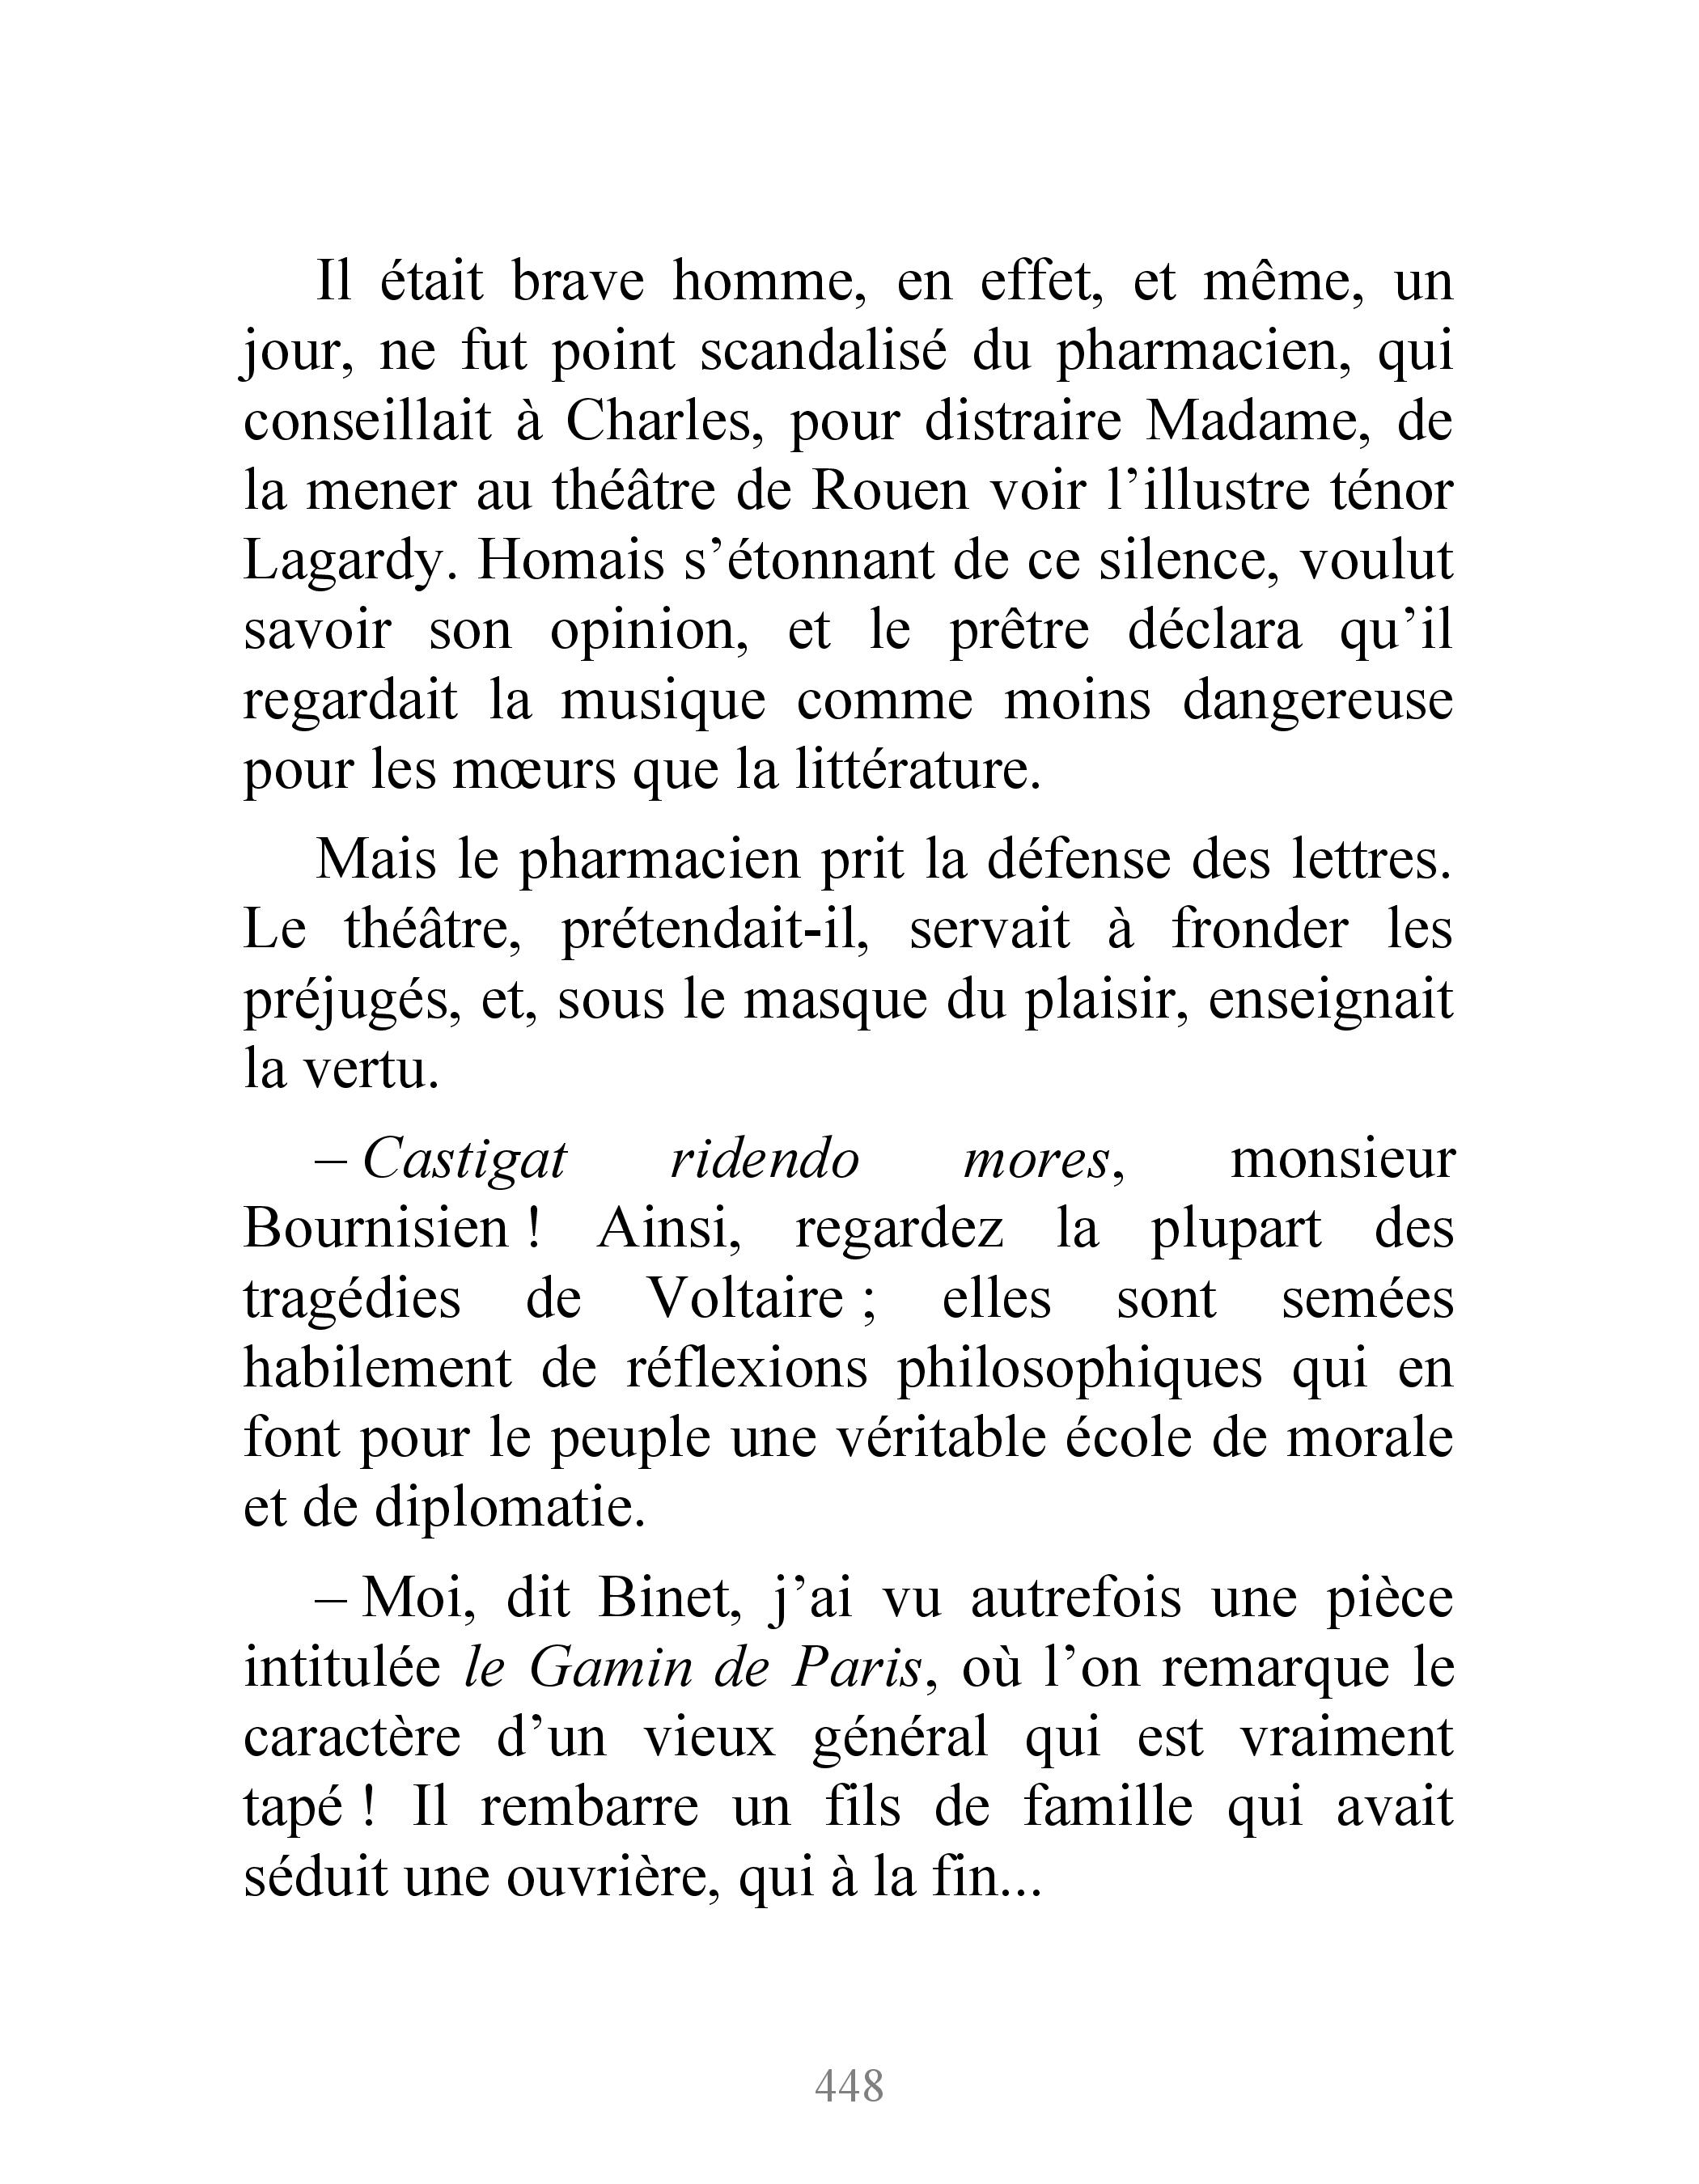 Il était brave homme, en effet, et même, un
jour, ne fut point scandalisé du pharmacien, qui
conseillait à Charles, pour distraire Madame, de
la mener au théâtre de Rouen voir l’illustre ténor
Lagardy. Homais s’étonnant de ce silence, voulut
savoir son opinion, et le prêtre déclara qu’il
regardait la musique comme moins dangereuse
pour les mœurs que la littérature.
Mais le pharmacien prit la défense des lettres.
Le théâtre, prétendait-il, servait à fronder les
préjugés, et, sous le masque du plaisir, enseignait
la vertu.
– Castigat ridendo mores, monsieur
Bournisien ! Ainsi, regardez la plupart des
tragédies de Voltaire ; elles sont semées
habilement de réflexions philosophiques qui en
font pour le peuple une véritable école de morale
et de diplomatie.
– Moi, dit Binet, j’ai vu autrefois une pièce
intitulée le Gamin de Paris, où l’on remarque le
caractère d’un vieux général qui est vraiment
tapé ! Il rembarre un fils de famille qui avait
séduit une ouvrière, qui à la fin...
448